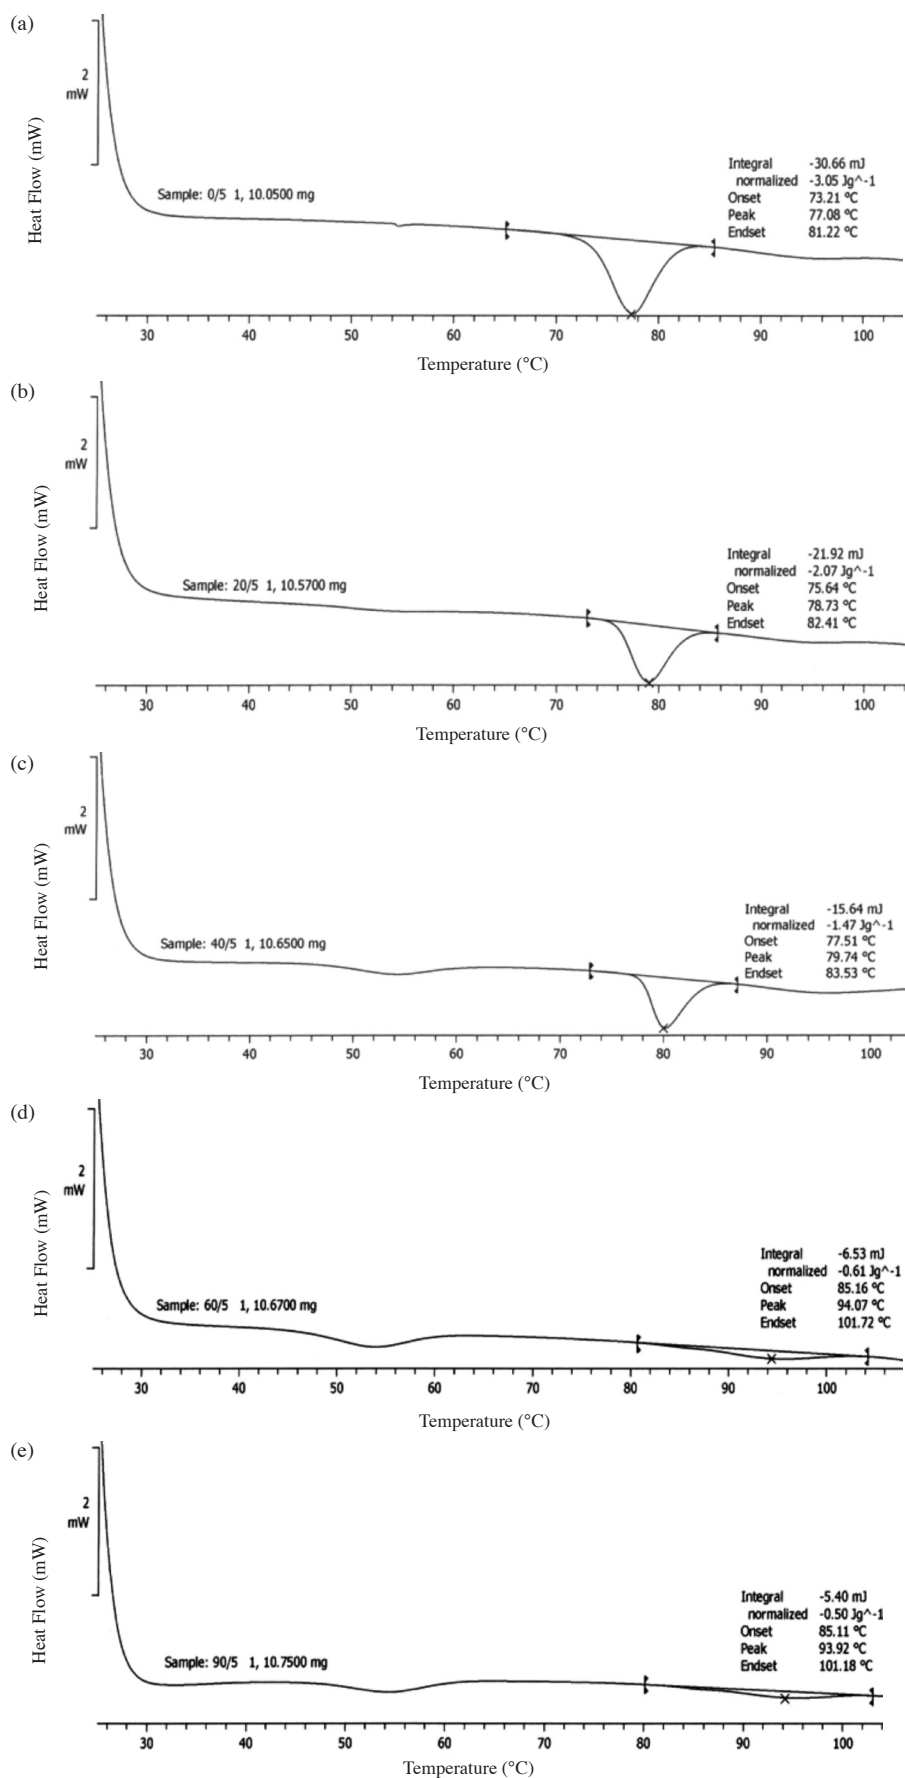 (a)
2
mW
Heat Flow (mW)
Sample: 0/5 1, 10.0500 mg
Integral -30.66 mJ
normalized -3.05 Jg^-1
Onset 73.21 °C
Peak 77.08 °C
Endset 81.22 °C
30 40 50 60 70 80 90 100
Temperature (°C)
(b)
2
mW
Heat Flow (mW)
Sample: 20/5 1, 10.5700 mg
Integral -21.92 mJ
normalized -2.07 Jg^-1
Onset 75.64 °C
Peak 78.73 °C
Endset 82.41 °C
30 40 50 60 70 80 90 100
Temperature (°C)
(c)
2
mW
Heat Flow (mW)
Sample: 40/5 1, 10.6500 mg
Integral -15.64 mJ
normalized -1.47 Jg^-1
Onset 77.51 °C
Peak 79.74 °C
Endset 83.53 °C
30 40 50 60 70 80 90 100
Temperature (°C)
(d)
2
mW
Heat Flow (mW)
Sample: 60/5 1, 10.6700 mg
Integral -6.53 mJ
normalized -0.61 Jg^-1
Onset 85.16 °C
Peak 94.07 °C
Endset 101.72 °C
30 40 50 60 70 80 90 100
Temperature (°C)
(e)
2
mW
Heat Flow (mW)
Sample: 90/5 1, 10.7500 mg
Integral -5.40 mJ
normalized -0.50 Jg^-1
Onset 85.11 °C
Peak 93.92 °C
Endset 101.18 °C
30 40 50 60 70 80 90 100
Temperature (°C)